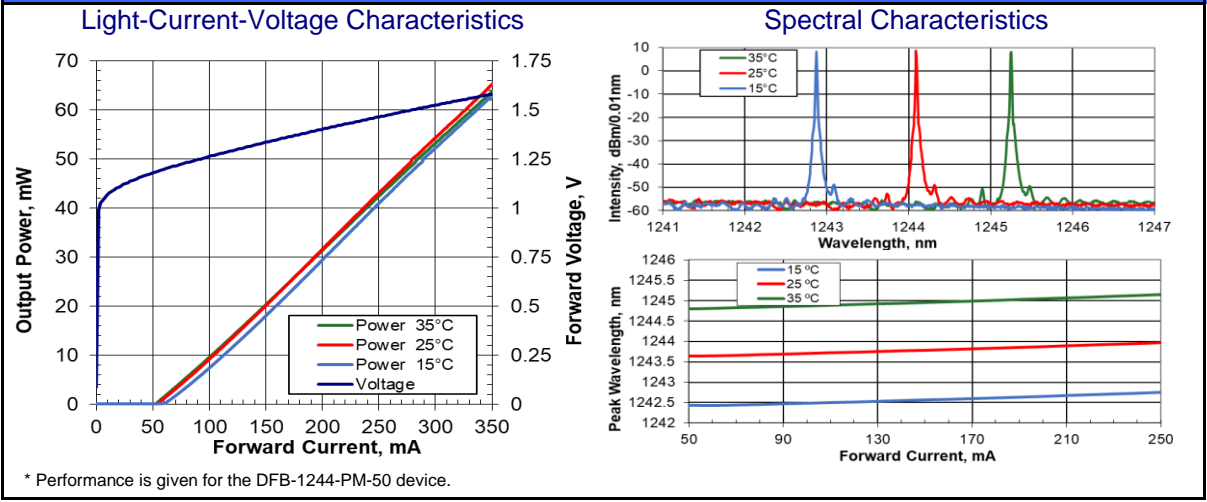 Light-Current-Voltage Characteristics
70
60
50
40
30
20
10
0
Output Power, mW
1.75
1.5
1.25
1
0.75
0.5
0.25
0
Forward Voltage, V
Power 35°C
Power 25°C
Power 15°C
Voltage
0 50 100 150 200 250 300 350
Forward Current, mA
Spectral Characteristics
10
0
-10
-20
-30
-40
-50
-60
Intensity, dBm/0.01nm
35°C
25°C
15°C
1241 1242 1243 1244 1245 1246 1247
Wavelength, nm
1246
1245.5
1245
1244.5
1244
1243.5
1243
1242.5
1242
Peak Wavelength, nm
15 ºC
25 ºC
35 ºC
50 90 130 170 210 250
Forward Current, mA
* Performance is given for the DFB-1244-PM-50 device.